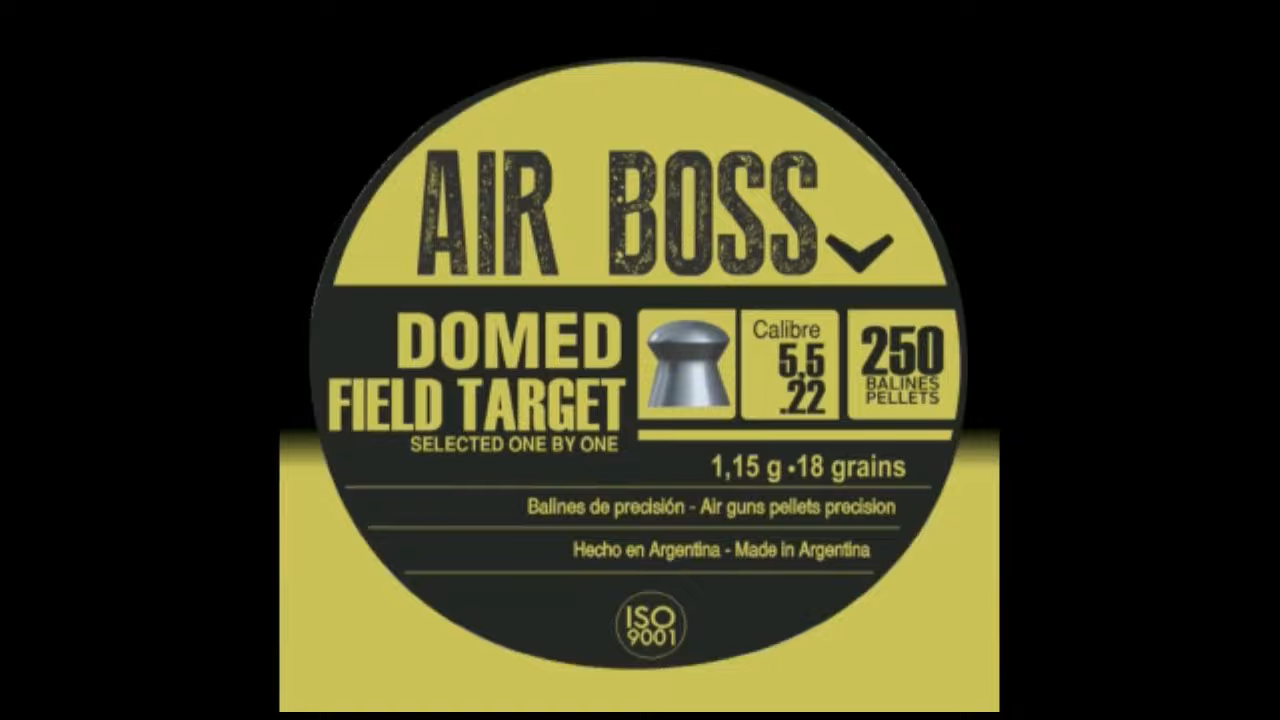 AIR BOSS
DOMED
FIELD TARGET
SELECTED ONE BY ONE
Calibre
5,5
.22
250
BALINES
PELLETS
1,15 g •18 grains
Balines de precisión - Air guns pellets precision
Hecho en Argentina - Made in Argentina
ISO
9001